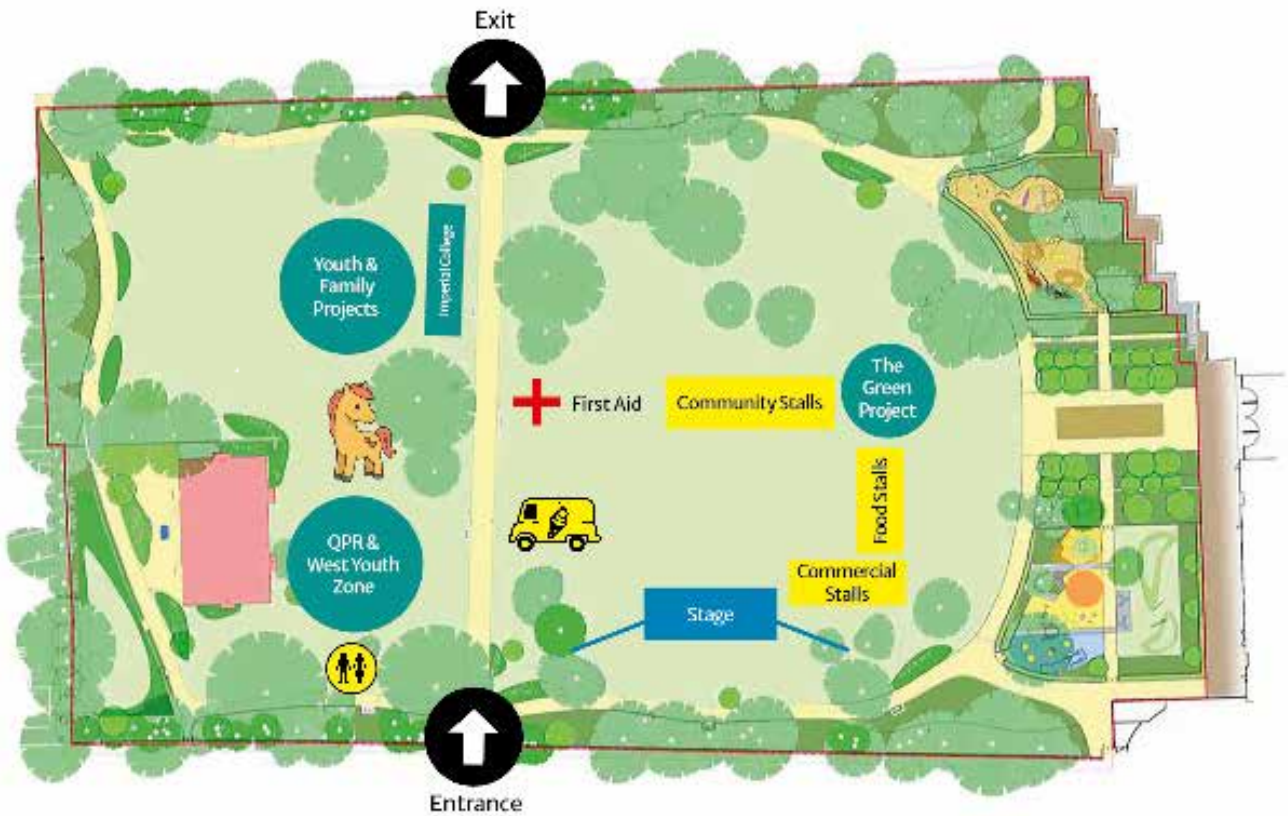 Exit
Youth &
Family
Projects
Imperial College
The
Green
Project
First Aid
Community Stalls
Food Stalls
QPR &
West Youth
Zone
Commercial
Stalls
Stage
Entrance